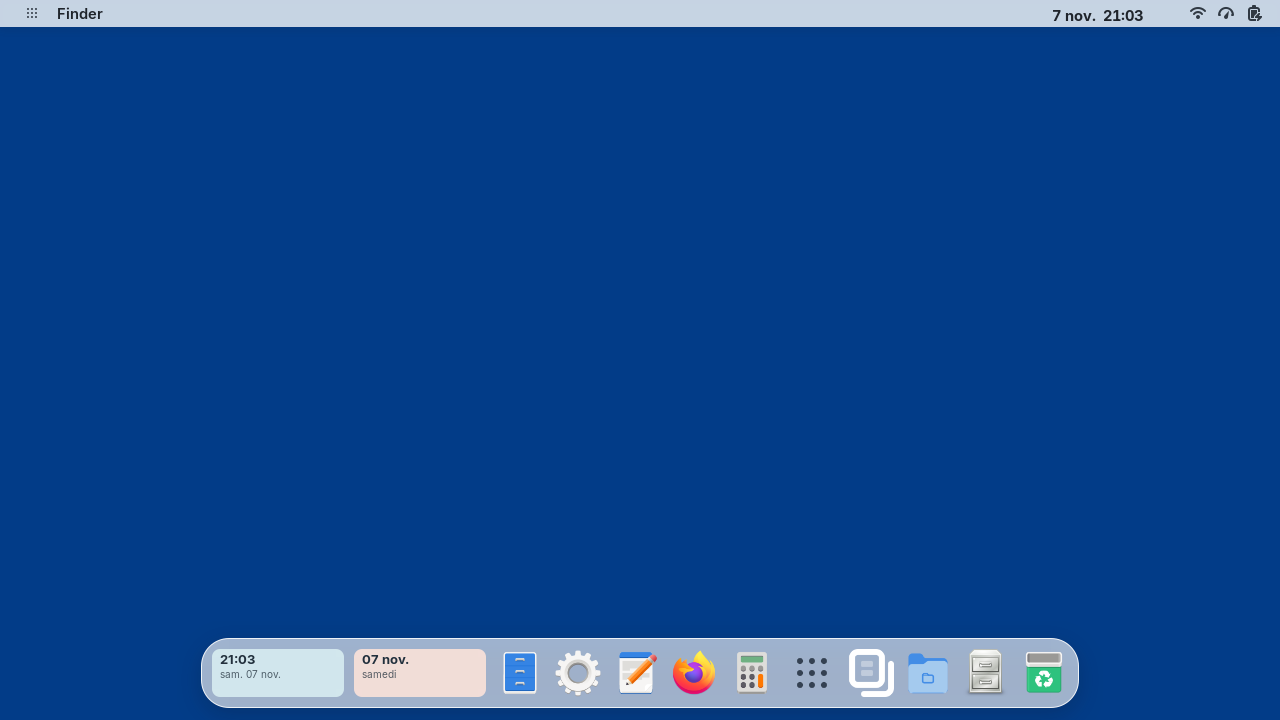 Finder
7 nov. 21:03
21:03
sam. 07 nov.
07 nov.
samedi